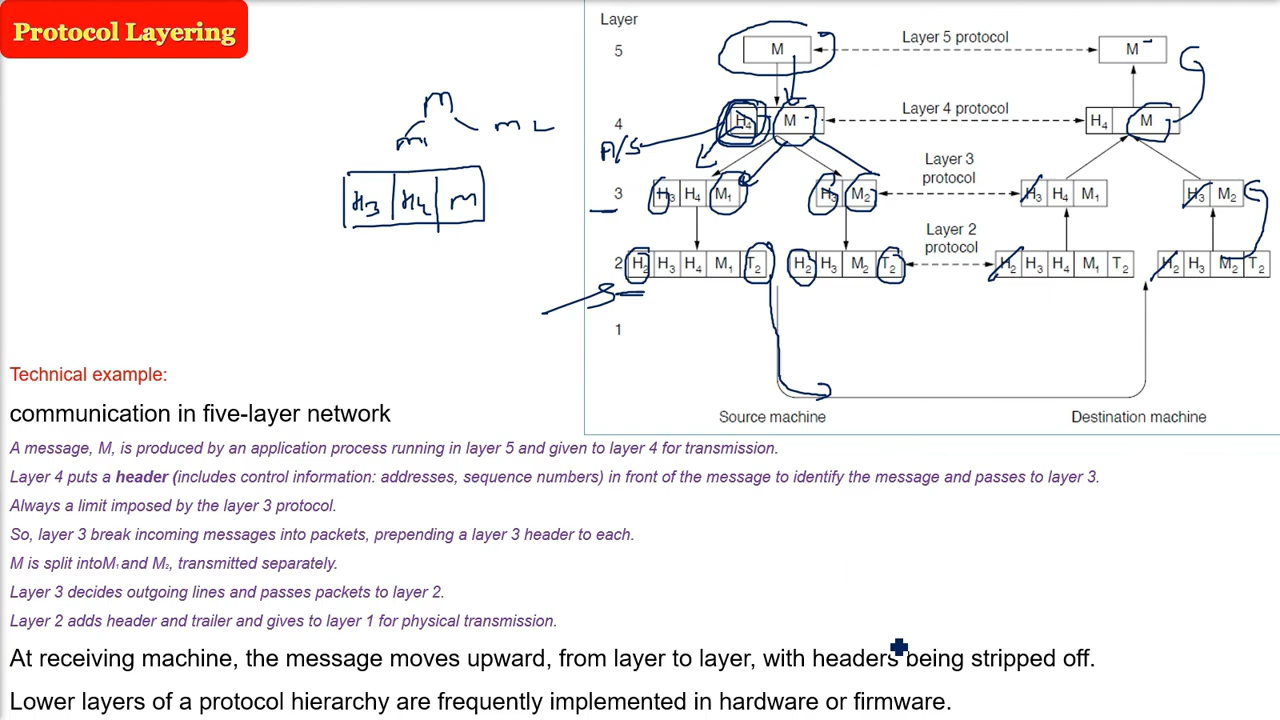 Protocol Layering
Layer
5 M Layer 5 protocol M
4 H4 M Layer 4 protocol H4 M
A/S
M
M1 M2
H3 H4 M
Layer 3
protocol
3 H3 H4 M1 H3 M2 H3 H4 M1 H3 M2
Layer 2
protocol
2 H2 H3 H4 M1 T2 H2 H3 M2 T2 H2 H3 H4 M1 T2 H2 H3 M2 T2
1
Source machine Destination machine
Technical example:
communication in five-layer network
A message, M, is produced by an application process running in layer 5 and given to layer 4 for transmission.
Layer 4 puts a header (includes control information: addresses, sequence numbers) in front of the message to identify the message and passes to layer 3.
Always a limit imposed by the layer 3 protocol.
So, layer 3 break incoming messages into packets, prepending a layer 3 header to each.
M is split intoM₁ and M₂, transmitted separately.
Layer 3 decides outgoing lines and passes packets to layer 2.
Layer 2 adds header and trailer and gives to layer 1 for physical transmission.
At receiving machine, the message moves upward, from layer to layer, with headers being stripped off.
Lower layers of a protocol hierarchy are frequently implemented in hardware or firmware.